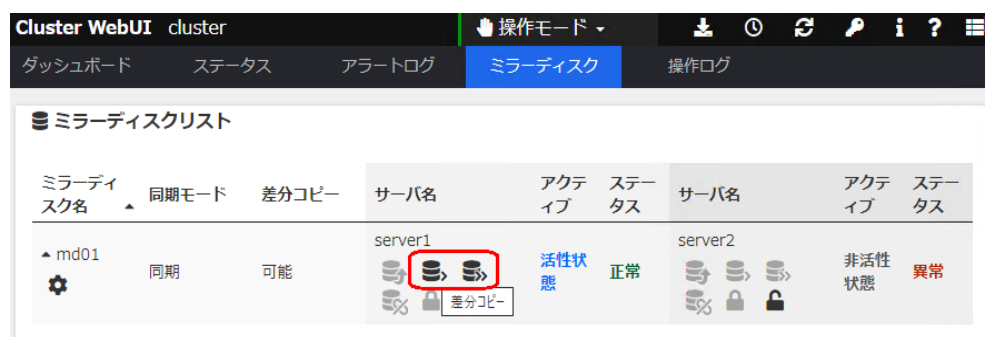 Cluster WebUI cluster 操作モード
ダッシュボード ステータス アラートログ ミラーディスク 操作ログ
ミラーディスクリスト
ミラーディスク名 同期モード 差分コピー サーバ名 アクティブ ステータス サーバ名 アクティブ ステータス
md01 同期 可能 server1 活性状態 正常 server2 非活性状態 異常
差分コピー